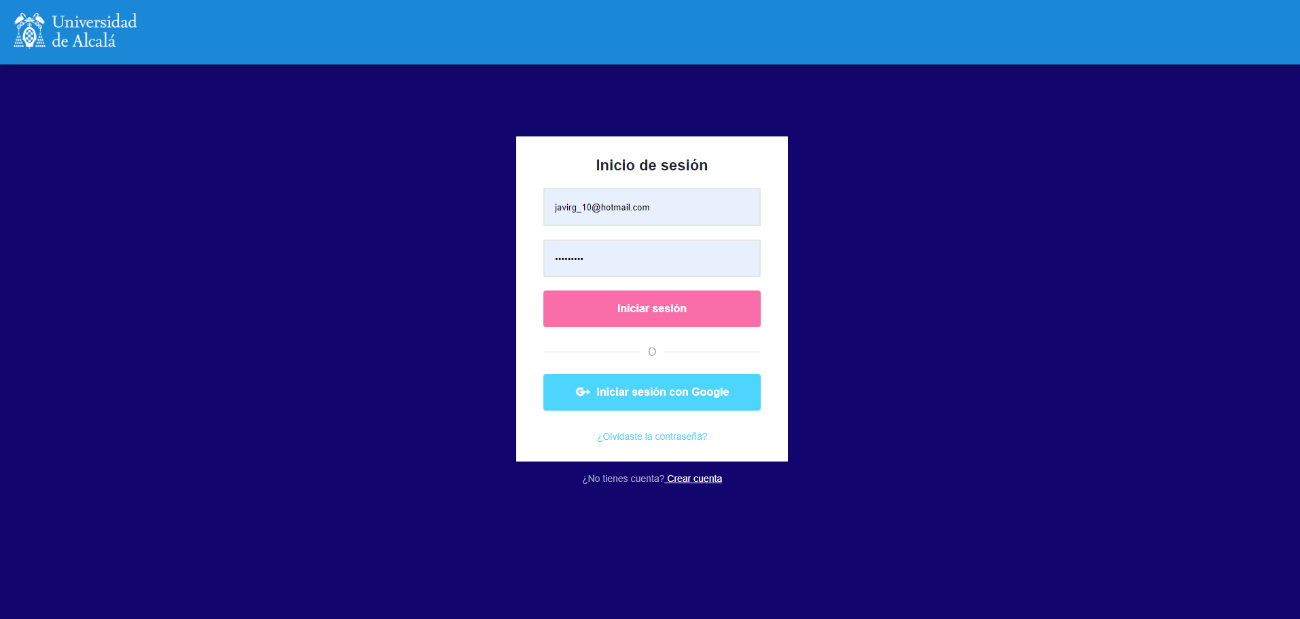 Universidad
de Alcalá
Inicio de sesión
javirg_10@hotmail.com
•••••••••
Iniciar sesión
O
G+ Iniciar sesión con Google
¿Olvidaste la contraseña?
¿No tienes cuenta? Crear cuenta